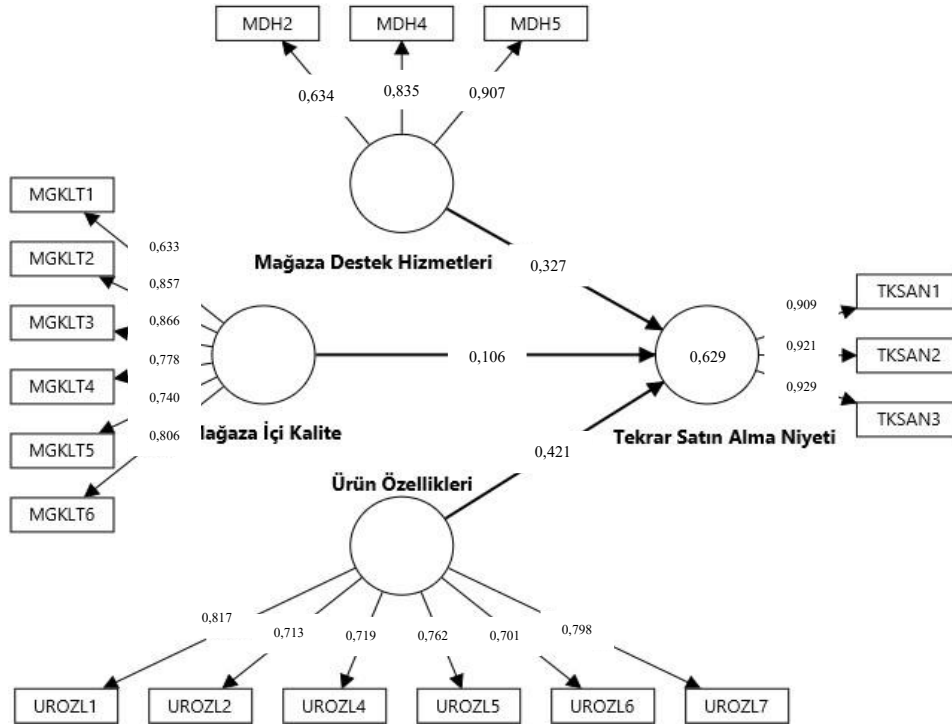 MDH2
MDH4
MDH5
0,634
0,835
0,907
MGKLT1
MGKLT2
MGKLT3
MGKLT4
MGKLT5
MGKLT6
0,633
0,857
0,866
0,778
0,740
0,806
Mağaza Destek Hizmetleri
0,327
0,106
0,629
0,909
0,921
0,929
TKSAN1
TKSAN2
TKSAN3
Mağaza İçi Kalite
Tekrar Satın Alma Niyeti
0,421
Ürün Özellikleri
0,817
0,713
0,719
0,762
0,701
0,798
UROZL1
UROZL2
UROZL4
UROZL5
UROZL6
UROZL7